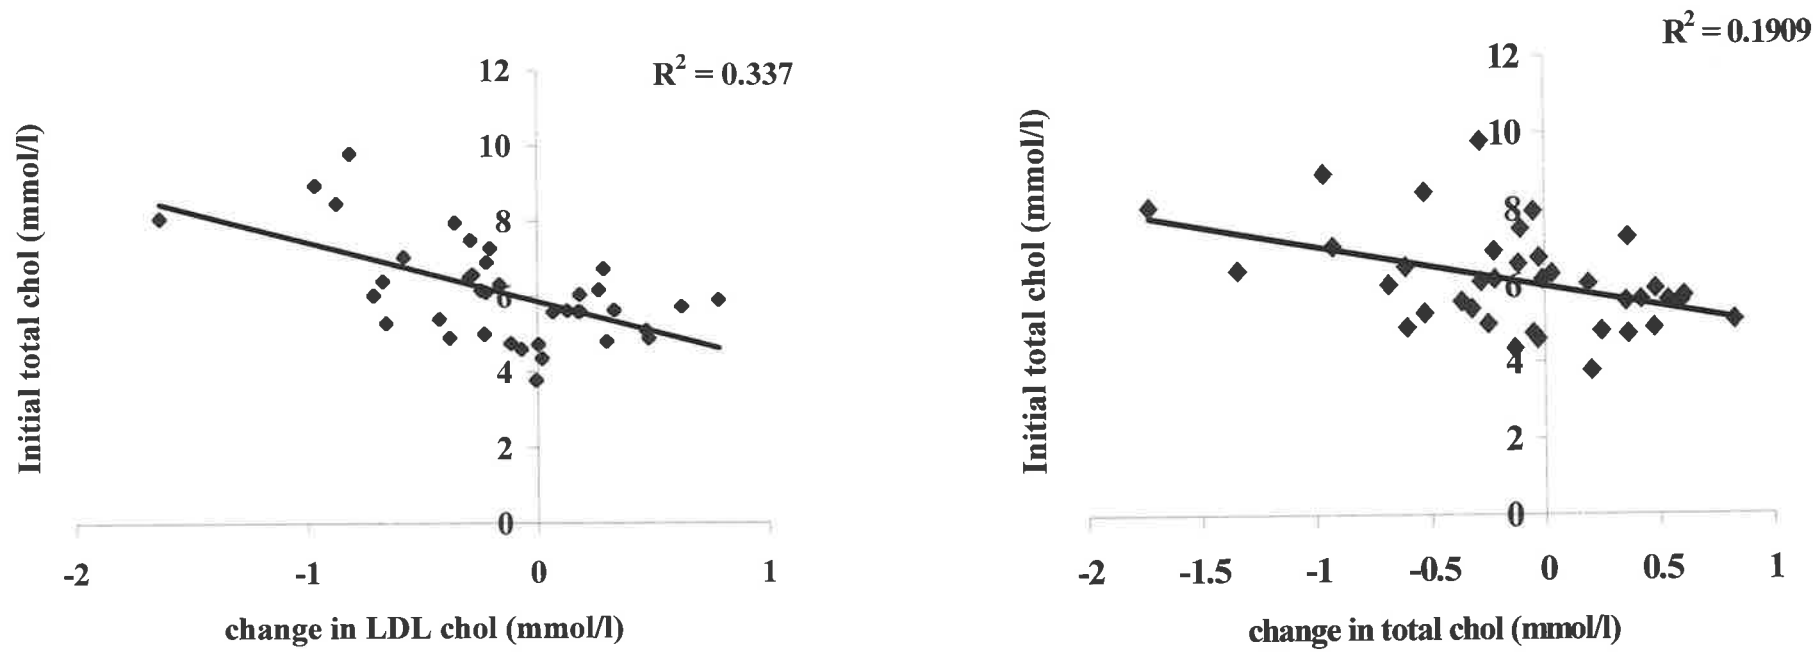 R² = 0.337
12
10
8
6
4
2
0
-2 -1 0 1
Initial total chol (mmol/l)
change in LDL chol (mmol/l)
R² = 0.1909
12
10
8
6
4
2
0
-2 -1.5 -1 -0.5 0 0.5 1
Initial total chol (mmol/l)
change in total chol (mmol/l)